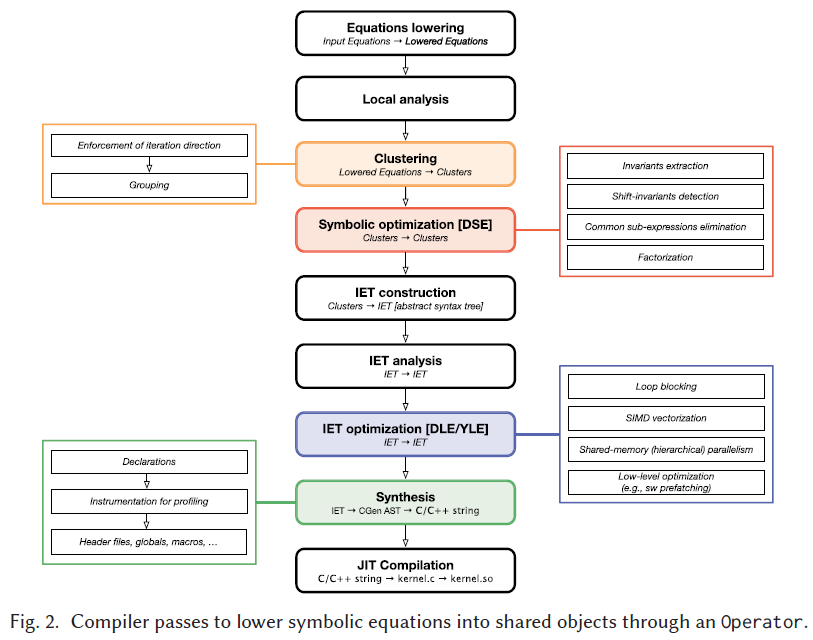 Equations lowering
Input Equations → Lowered Equations
Local analysis
Clustering
Lowered Equations → Clusters
Enforcement of iteration direction
Grouping
Symbolic optimization [DSE]
Clusters → Clusters
Invariants extraction
Shift-invariants detection
Common sub-expressions elimination
Factorization
IET construction
Clusters → IET [abstract syntax tree]
IET analysis
IET → IET
IET optimization [DLE/YLE]
IET → IET
Loop blocking
SIMD vectorization
Shared-memory (hierarchical) parallelism
Low-level optimization
(e.g., sw prefatching)
Synthesis
IET → CGen AST → C/C++ string
Declarations
Instrumentation for profiling
Header files, globals, macros, ...
JIT Compilation
C/C++ string → kernel.c → kernel.so
Fig. 2. Compiler passes to lower symbolic equations into shared objects through an Operator.